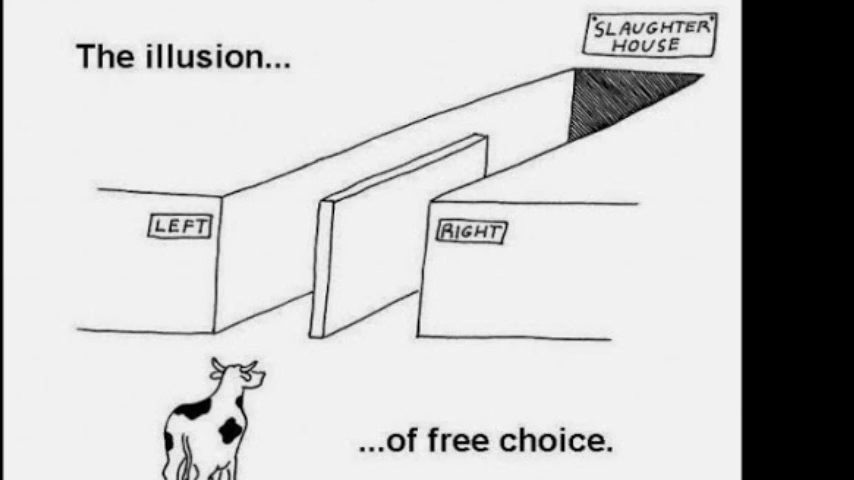 SLAUGHTER
HOUSE
The illusion...
LEFT
RIGHT
...of free choice.